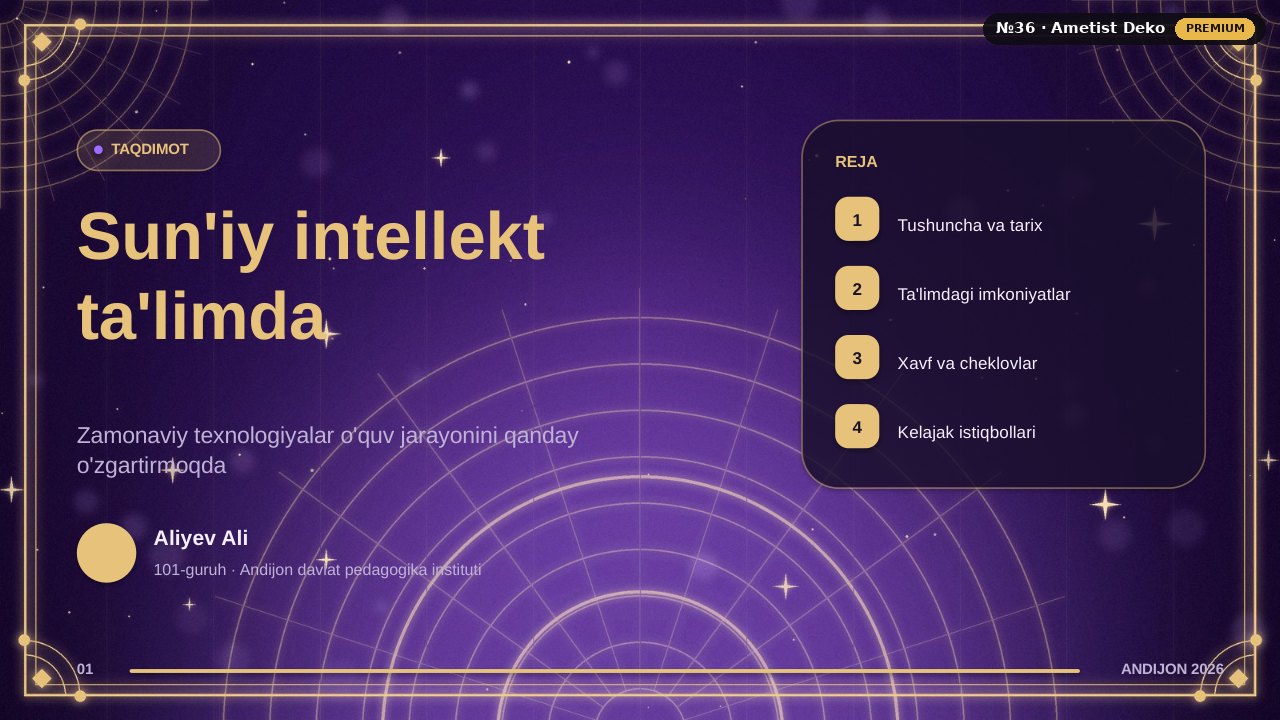 №36 · Ametist Deko
PREMIUM
TAQDIMOT
Sun'iy intellekt
ta'limda
Zamonaviy texnologiyalar o'quv jarayonini qanday
o'zgartirmoqda
Aliyev Ali
101-guruh · Andijon davlat pedagogika instituti
REJA
1
Tushuncha va tarix
2
Ta'limdagi imkoniyatlar
3
Xavf va cheklovlar
4
Kelajak istiqbollari
01
ANDIJON 2026